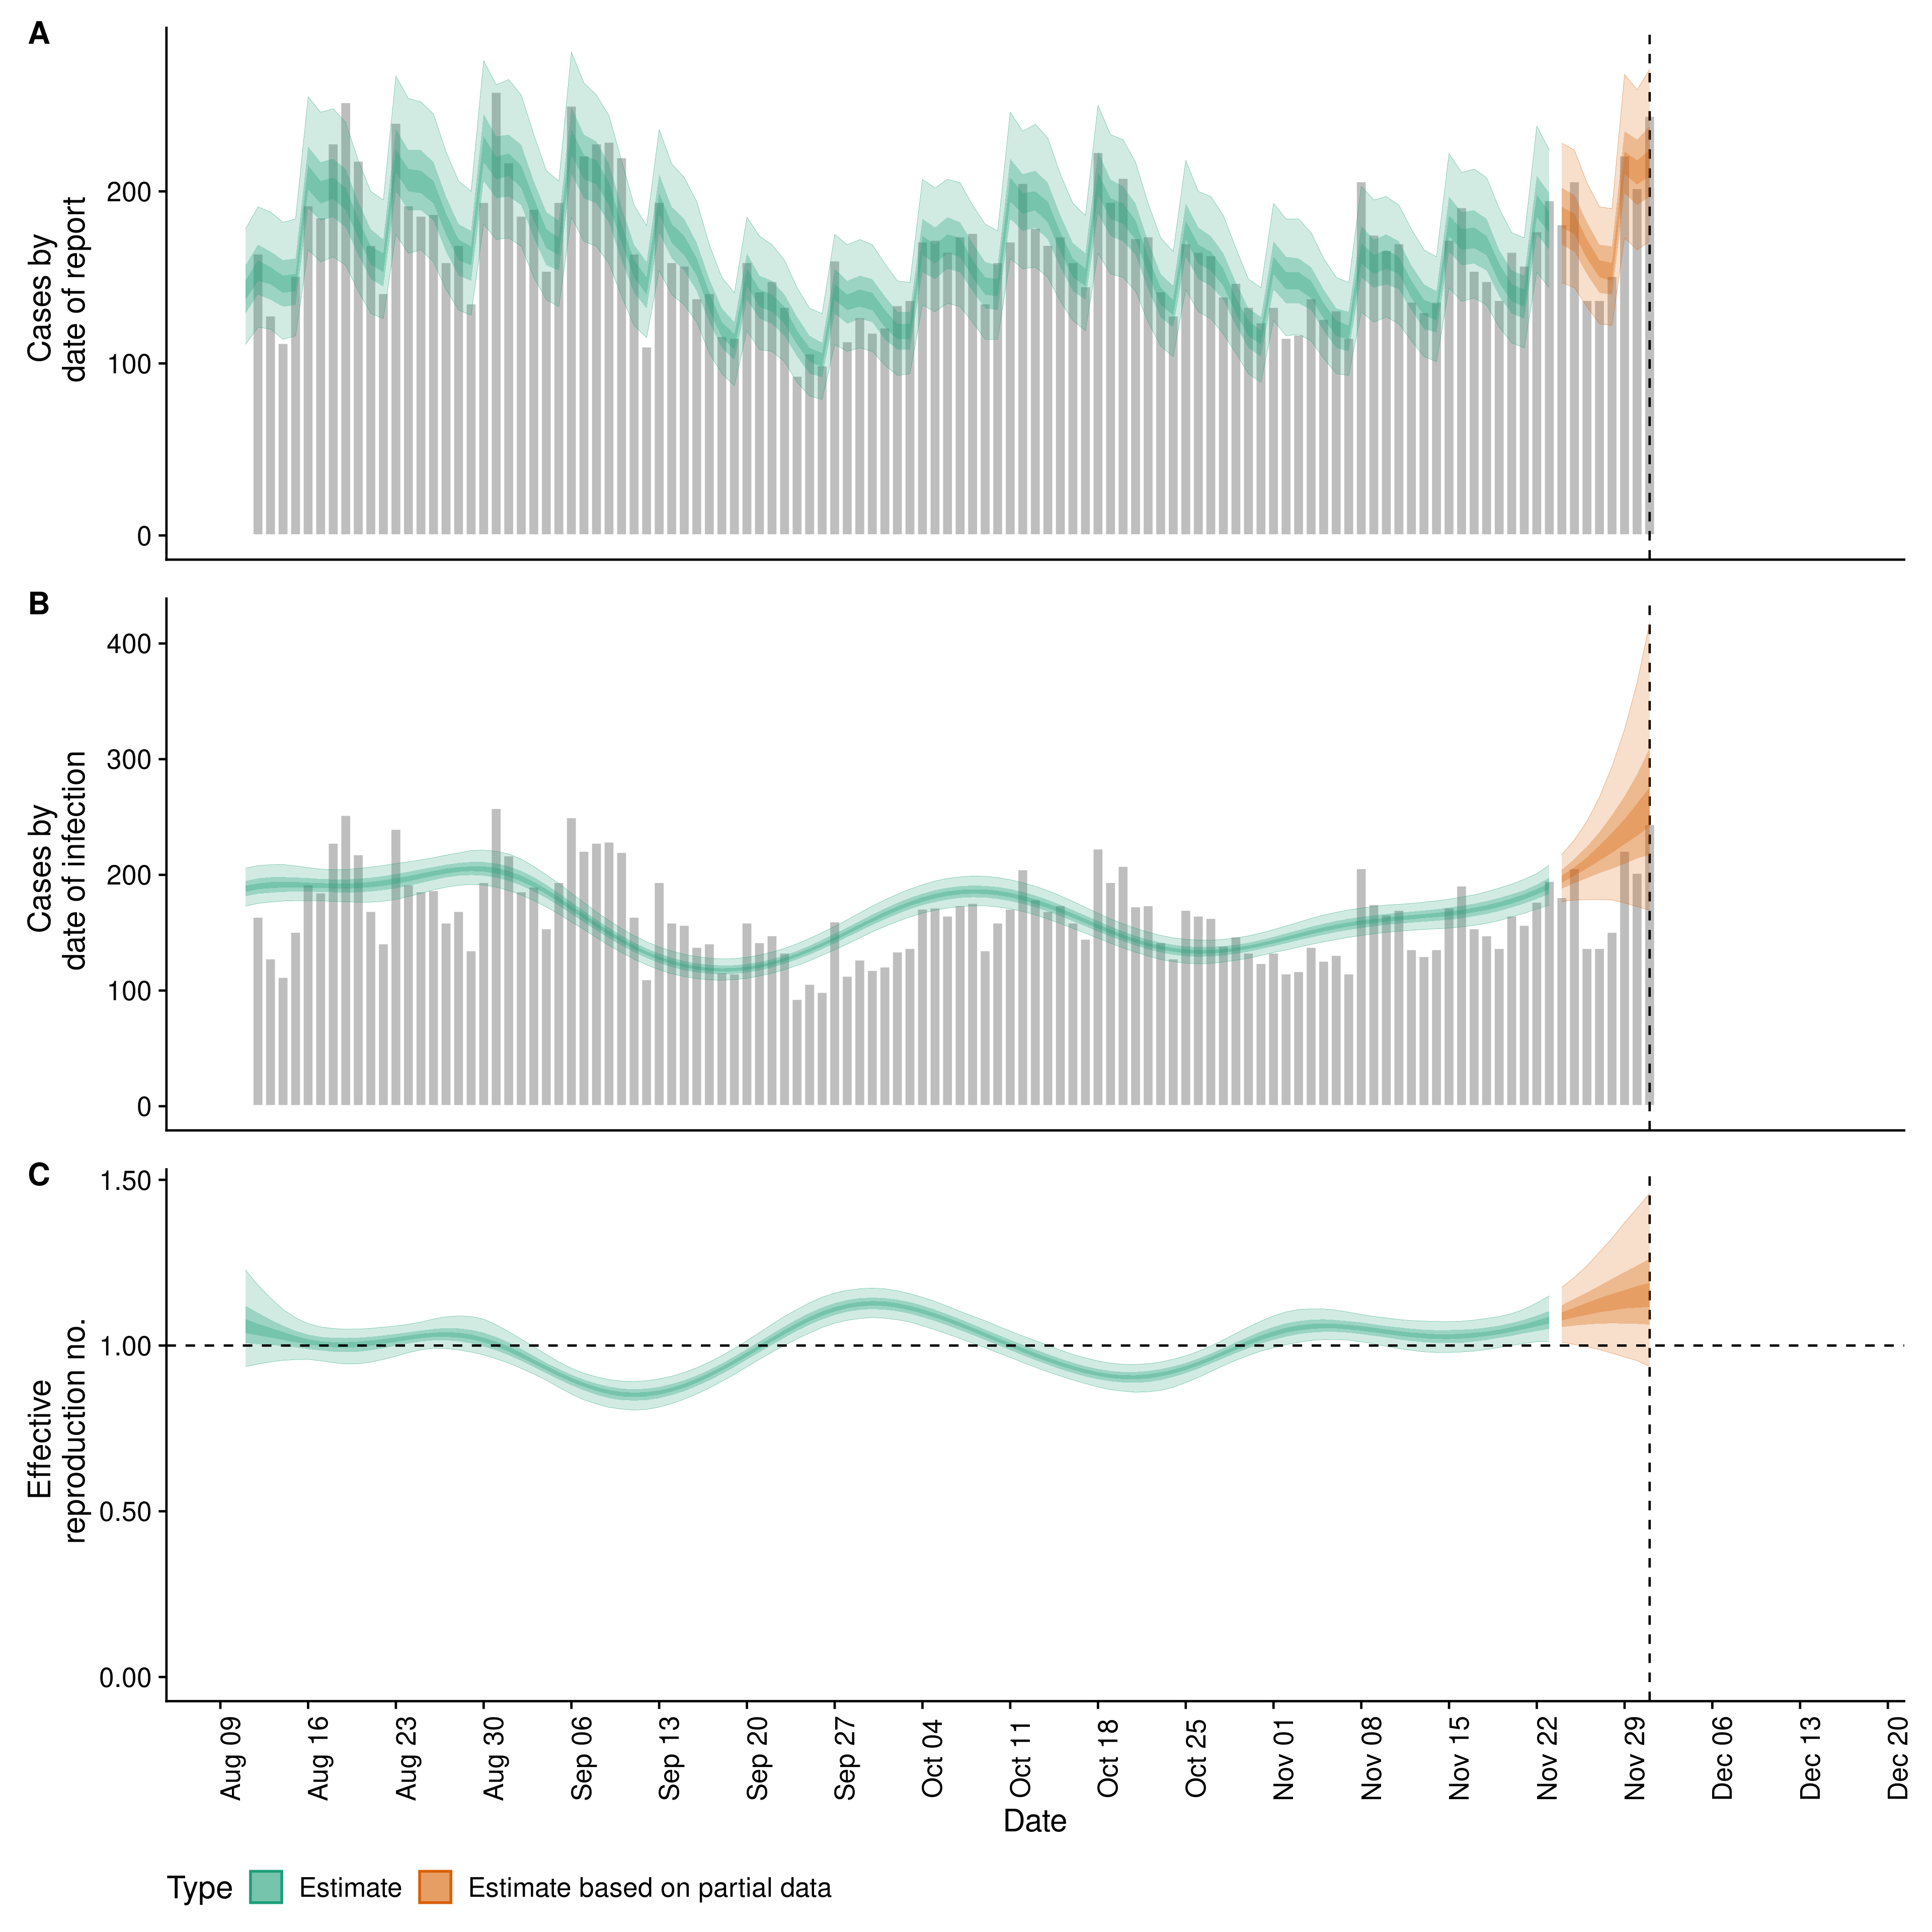 A
Cases by
date of report
200
100
0
B
Cases by
date of infection
400
300
200
100
0
C
Effective
reproduction no.
1.50
1.00
0.50
0.00
Aug 09
Aug 16
Aug 23
Aug 30
Sep 06
Sep 13
Sep 20
Sep 27
Oct 04
Oct 11
Oct 18
Oct 25
Nov 01
Nov 08
Nov 15
Nov 22
Nov 29
Dec 06
Dec 13
Dec 20
Date
Type Estimate Estimate based on partial data